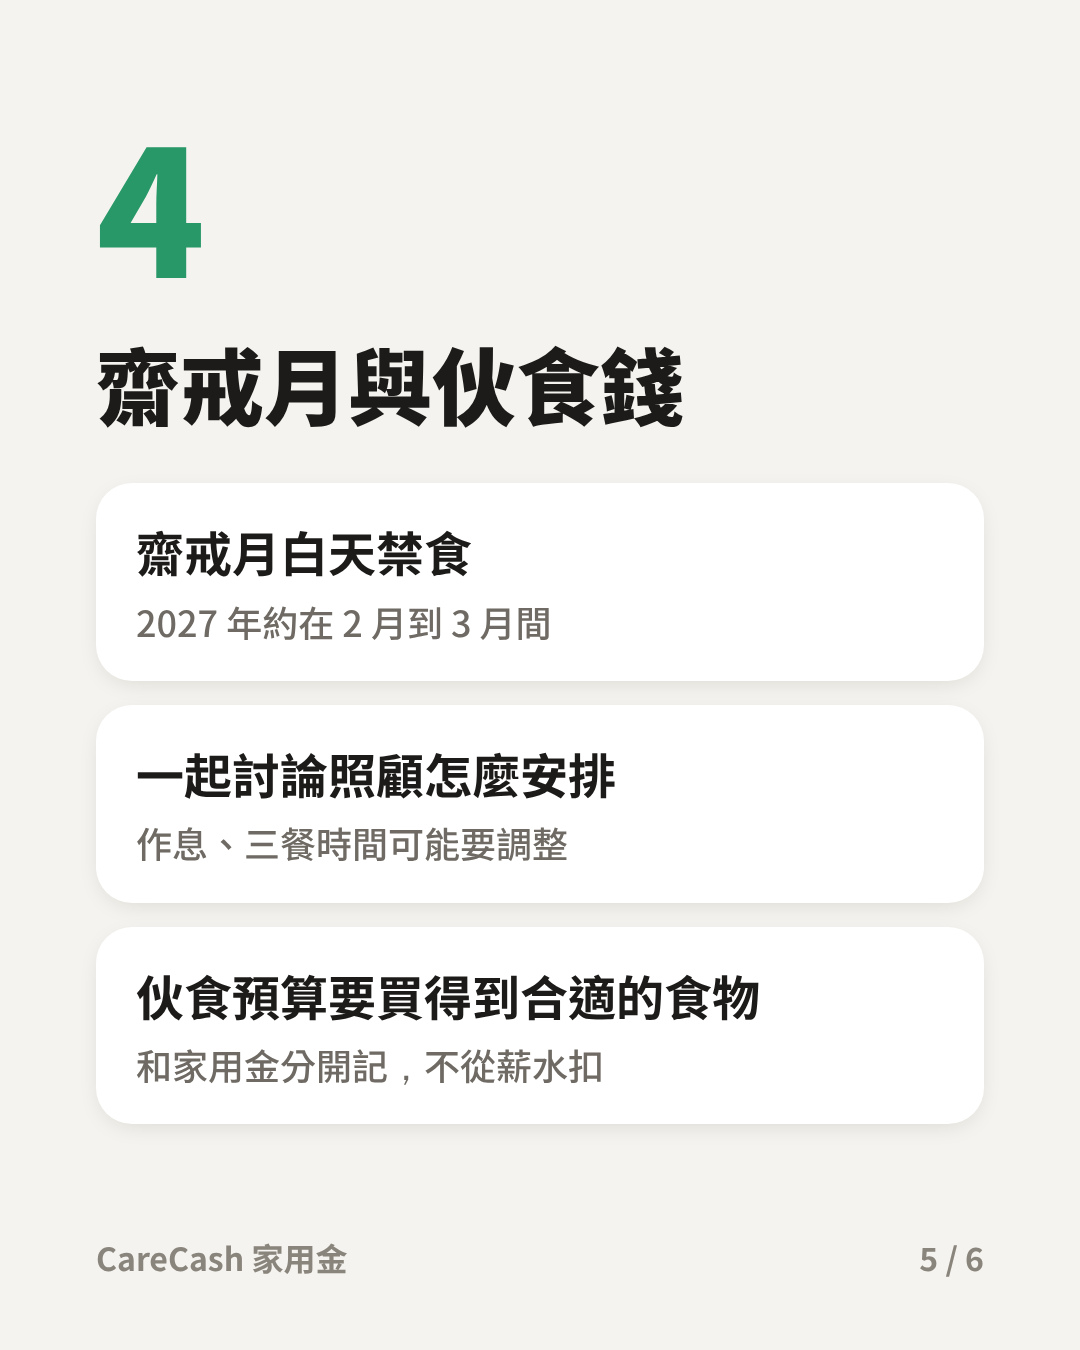 4
齋戒月與伙食錢
齋戒月白天禁食
2027 年約在 2 月到 3 月間
一起討論照顧怎麼安排
作息、三餐時間可能要調整
伙食預算要買得到合適的食物
和家用金分開記，不從薪水扣
CareCash 家用金
5 / 6